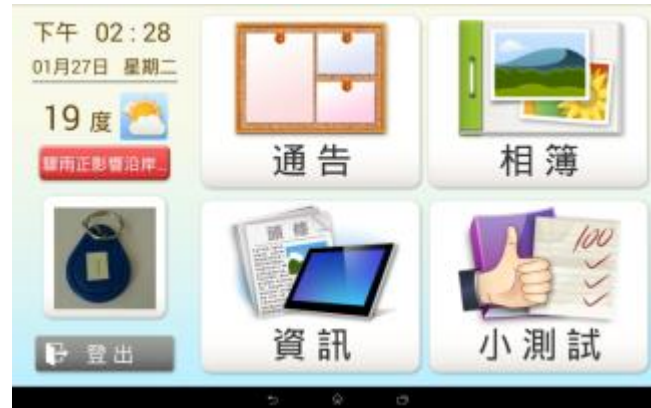 下午 02:28
01月27日 星期二
19 度
驟雨正影響沿岸...
登出
通告
相簿
頭條
資訊
100
小測試